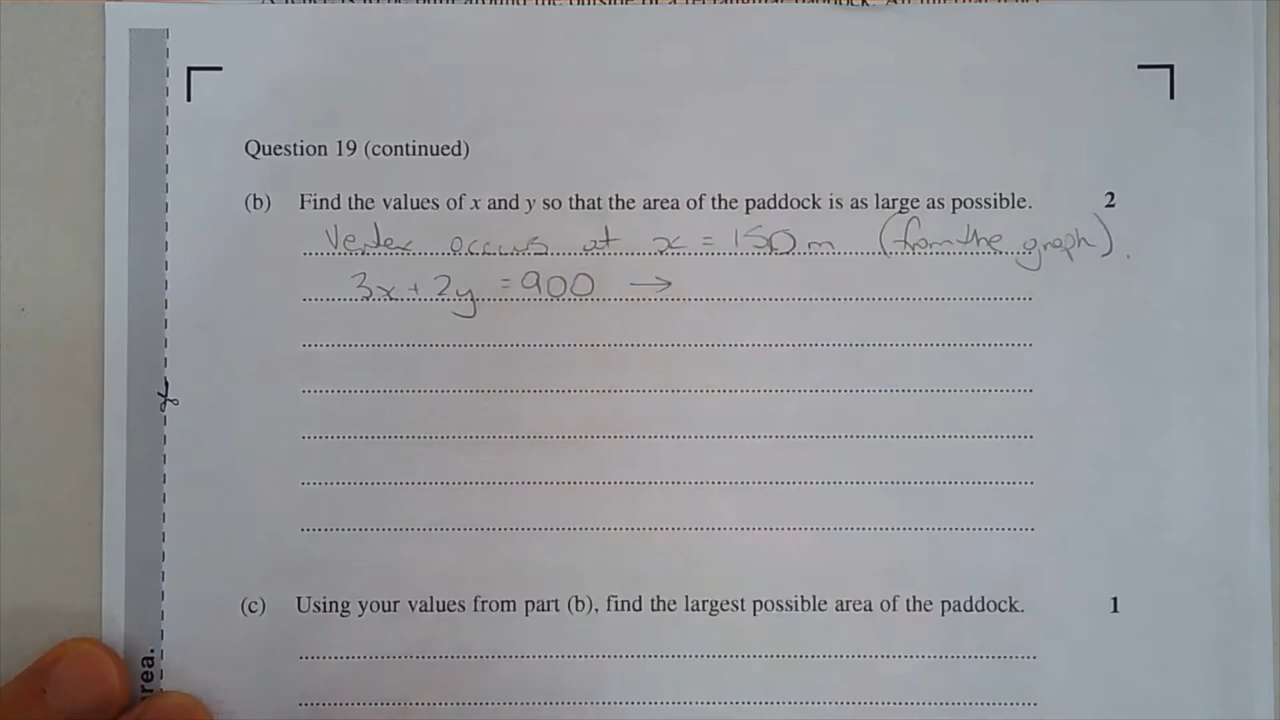 Question 19 (continued)
(b) Find the values of x and y so that the area of the paddock is as large as possible. 2
Vertex occurs at x = 150m (from the graph).
3x + 2y = 900 →
(c) Using your values from part (b), find the largest possible area of the paddock. 1
rea.